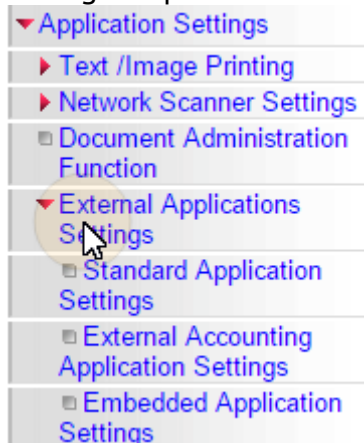 Application Settings
Text /Image Printing
Network Scanner Settings
Document Administration
Function
External Applications
Settings
Standard Application
Settings
External Accounting
Application Settings
Embedded Application
Settings